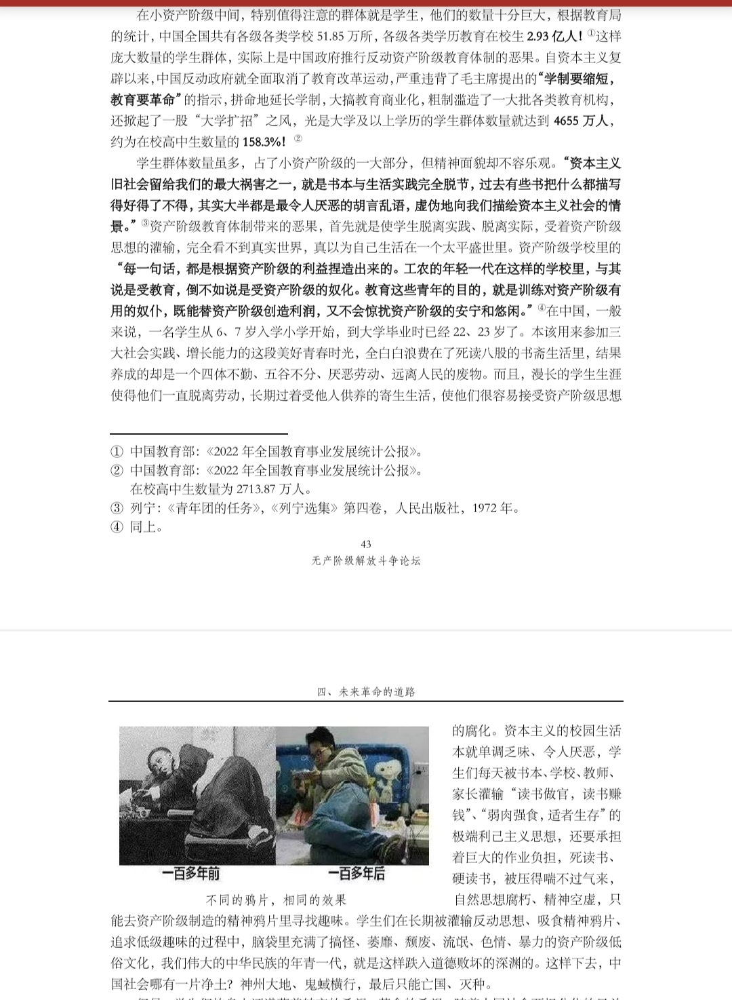 在小资产阶级中间，特别值得注意的群体就是学生，他们的数量十分巨大，根据教育局
的统计，中国全国共有各级各类学校 51.85 万所，各级各类学历教育在校生 2.93 亿人！①这样
庞大数量的学生群体，实际上是中国政府推行反动资产阶级教育体制的恶果。自资本主义复
辟以来，中国反动政府就全面取消了教育改革运动，严重违背了毛主席提出的“学制要缩短，
教育要革命”的指示，拼命地延长学制，大搞教育商业化，粗制滥造了一大批各类教育机构，
还掀起了一股“大学扩招”之风，光是大学及以上学历的学生群体数量就达到 4655 万人，
约为在校高中生数量的 158.3%！②
学生群体数量虽多，占了小资产阶级的一大部分，但精神面貌却不容乐观。“资本主义
旧社会留给我们的最大祸害之一，就是书本与生活实践完全脱节，过去有些书把什么都描写
得好得了不得，其实大半都是最令人厌恶的胡言乱语，虚伪地向我们描绘资本主义社会的情
景。”③资产阶级教育体制带来的恶果，首先就是使学生脱离实践、脱离实际，受着资产阶级
思想的灌输，完全看不到真实世界，真以为自己生活在一个太平盛世里。资产阶级学校里的
“每一句话，都是根据资产阶级的利益捏造出来的。工农的年轻一代在这样的学校里，与其
说是受教育，倒不如说是受资产阶级的奴化。教育这些青年的目的，就是训练对资产阶级有
用的奴仆，既能替资产阶级创造利润，又不会惊扰资产阶级的安宁和悠闲。”④在中国，一般
来说，一名学生从 6、7 岁入学小学开始，到大学毕业时已经 22、23 岁了。本该用来参加三
大社会实践、增长能力的这段美好青春时光，全白白浪费在了死读八股的书斋生活里，结果
养成的却是一个四体不勤、五谷不分、厌恶劳动、远离人民的废物。而且，漫长的学生生涯
使得他们一直脱离劳动，长期过着受他人供养的寄生生活，使他们很容易接受资产阶级思想
① 中国教育部：《2022 年全国教育事业发展统计公报》。
② 中国教育部：《2022 年全国教育事业发展统计公报》。
在校高中生数量为 2713.87 万人。
③ 列宁：《青年团的任务》，《列宁选集》第四卷，人民出版社，1972 年。
④ 同上。
43
无产阶级解放斗争论坛
四、未来革命的道路
的腐化。资本主义的校园生活
本就单调乏味、令人厌恶，学
生们每天被书本、学校、教师、
家长灌输“读书做官，读书赚
钱”、“弱肉强食，适者生存”的
极端利己主义思想，还要承担
着巨大的作业负担，死读书、
硬读书，被压得喘不过气来，
一百多年前
一百多年后
不同的鸦片，相同的效果
自然思想腐朽、精神空虚，只
能去资产阶级制造的精神鸦片里寻找趣味。学生们在长期被灌输反动思想、吸食精神鸦片、
追求低级趣味的过程中，脑袋里充满了搞怪、萎靡、颓废、流氓、色情、暴力的资产阶级低
俗文化，我们伟大的中华民族的年青一代，就是这样跌入道德败坏的深渊的。这样下去，中
国社会哪有一片净土？神州大地、鬼蜮横行，最后只能亡国、灭种。